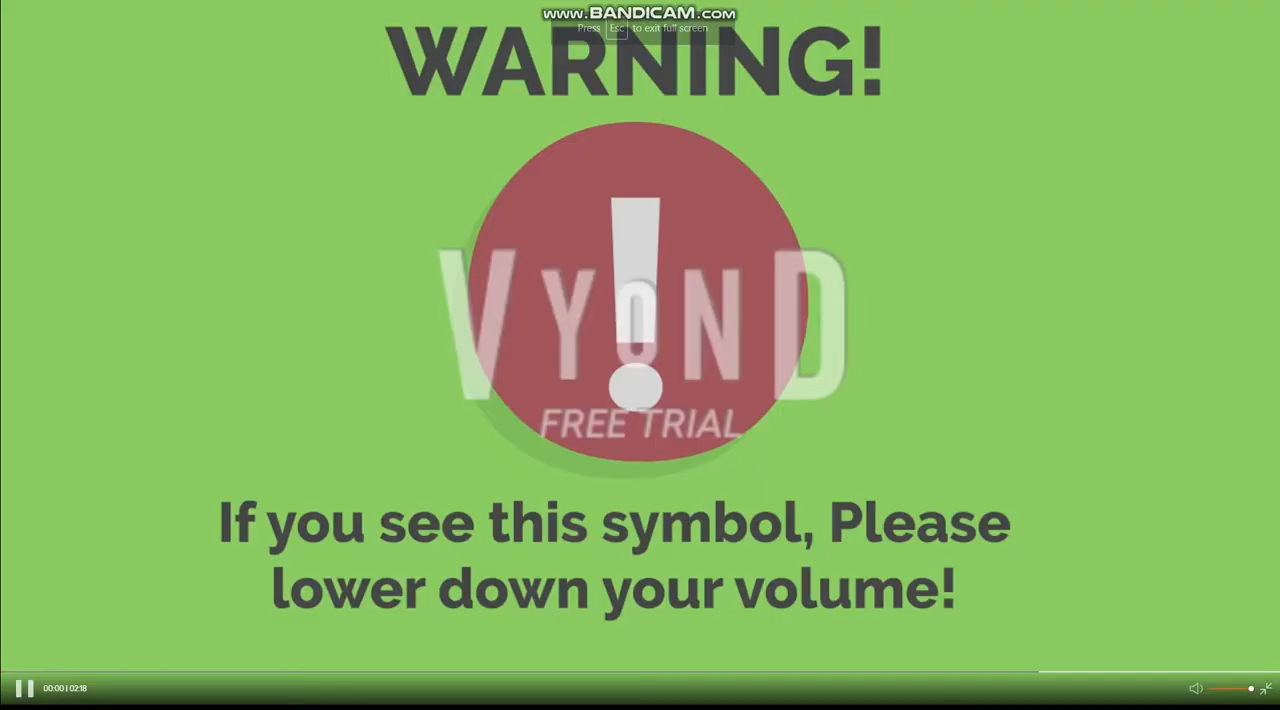 www.BANDICAM.com
Press Esc to exit full screen
WARNING!
VYOND
FREE TRIAL
If you see this symbol, Please
lower down your volume!
00:00 | 02:18